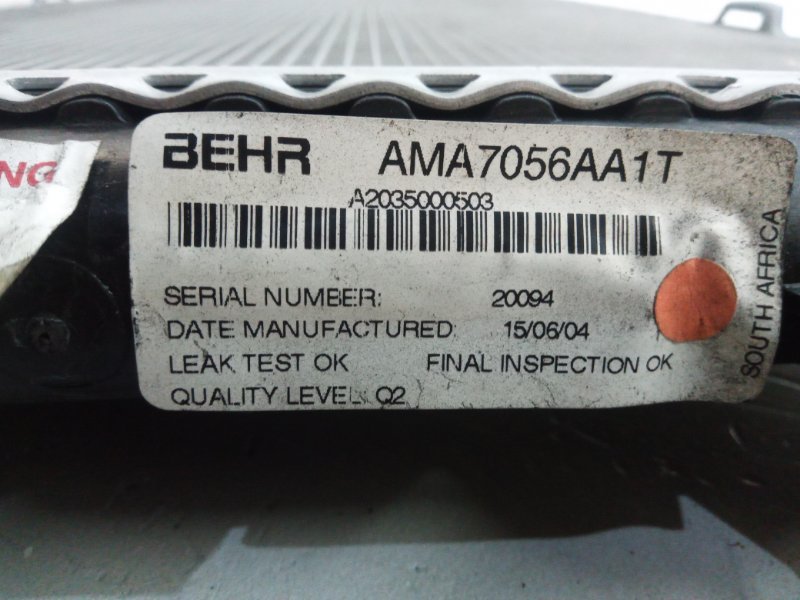 BEHR AMA7056AA1T
A2035000503
SERIAL NUMBER: 20094
DATE MANUFACTURED: 15/06/04
LEAK TEST OK FINAL INSPECTION OK
QUALITY LEVEL: Q2
SOUTH AFRICA